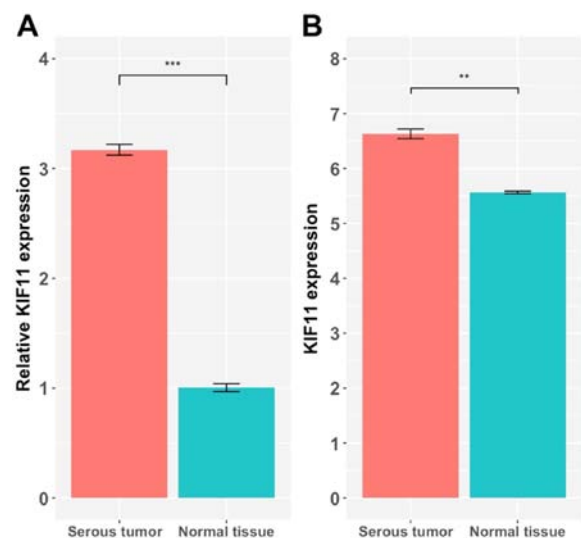 A
Relative KIF11 expression
4
3
2
1
0
***
Serous tumor Normal tissue
B
KIF11 expression
8
7
6
5
4
3
2
1
0
**
Serous tumor Normal tissue